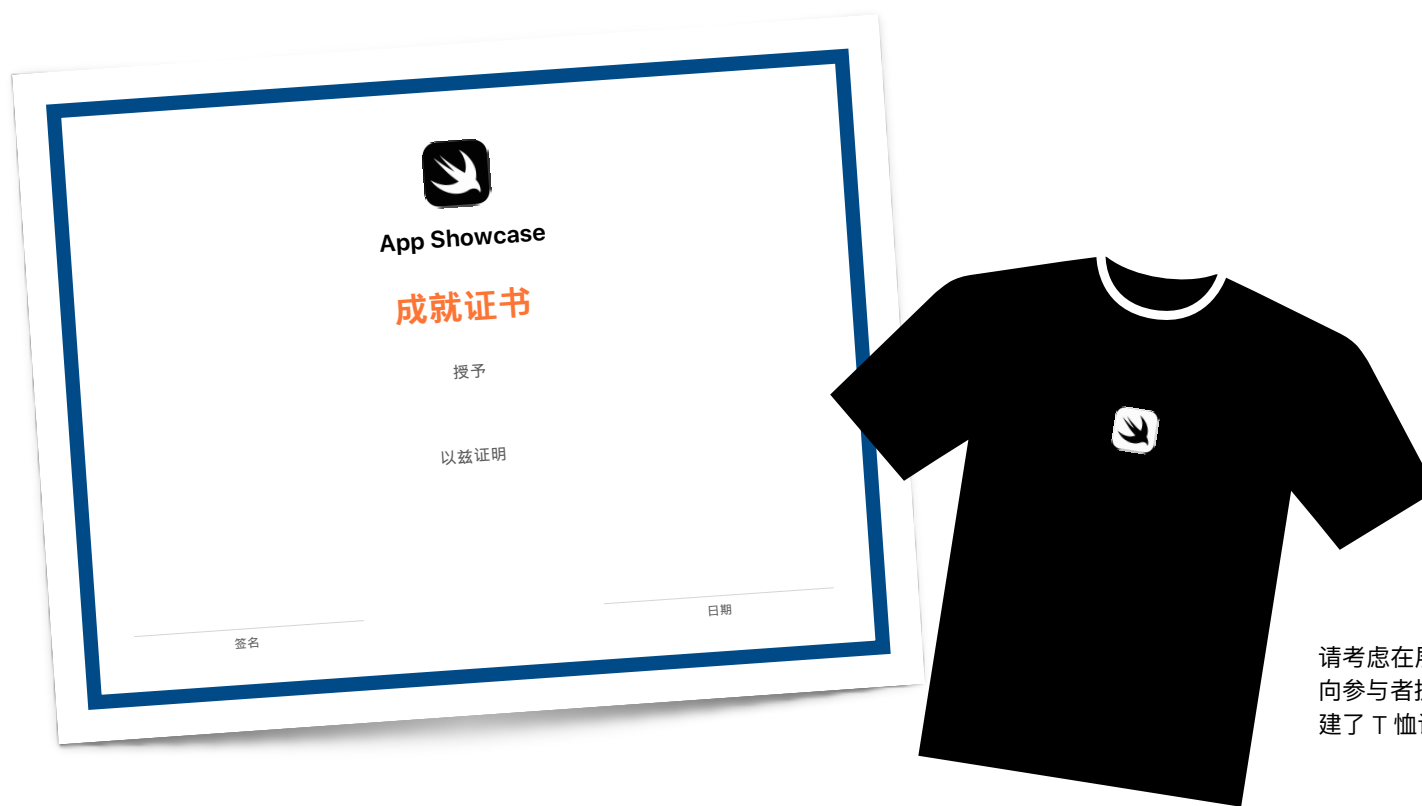 App Showcase
成就证书
授予
以兹证明
签名
日期
请考虑在
向参与者
建了 T 恤